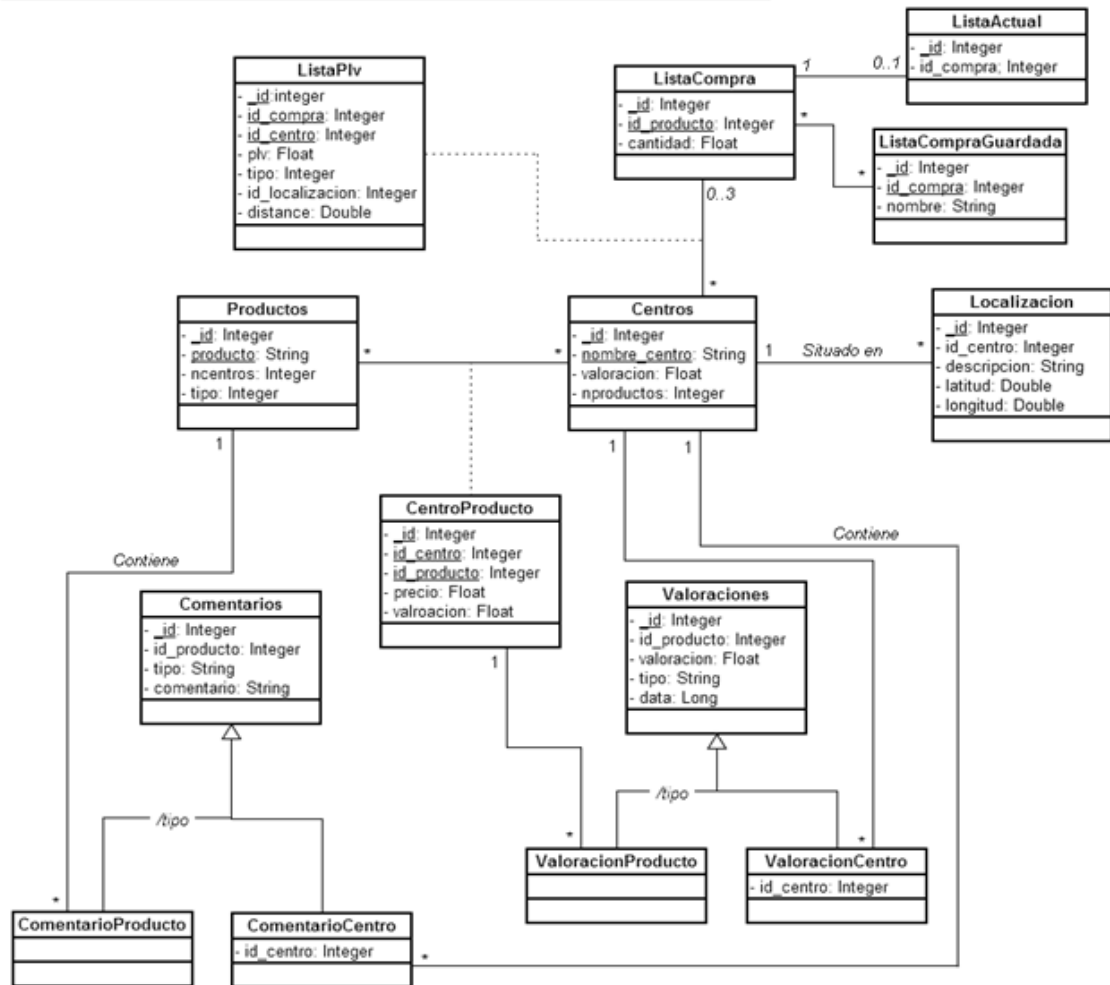 ListaActual
- _id: Integer
- id_compra; Integer
ListaPlv
- _id:integer
- id_compra: Integer
- id_centro: Integer
- plv: Float
- tipo: Integer
- id_localizacion: Integer
- distance: Double
ListaCompra
- _id: Integer
- id_producto: Integer
- cantidad: Float
1
0..1
*
*
0..3
*
ListaCompraGuardada
- _id: Integer
- id_compra: Integer
- nombre: String
Productos
- _id: Integer
- producto: String
- ncentros: Integer
- tipo: Integer
*
*
1
Centros
- _id: Integer
- nombre_centro: String
- valoracion: Float
- nproductos: Integer
1
Situado en
*
1
1
Localizacion
- _id: Integer
- id_centro: Integer
- descripcion: String
- latitud: Double
- longitud: Double
CentroProducto
- _id: Integer
- id_centro: Integer
- id_producto: Integer
- precio: Float
- valroacion: Float
1
Contiene
Contiene
Comentarios
- _id: Integer
- id_producto: Integer
- tipo: String
- comentario: String
Valoraciones
- _id: Integer
- id_producto: Integer
- valoracion: Float
- tipo: String
- data: Long
/tipo
/tipo
*
*
ValoracionProducto
ValoracionCentro
- id_centro: Integer
*
ComentarioProducto
ComentarioCentro
- id_centro: Integer
*